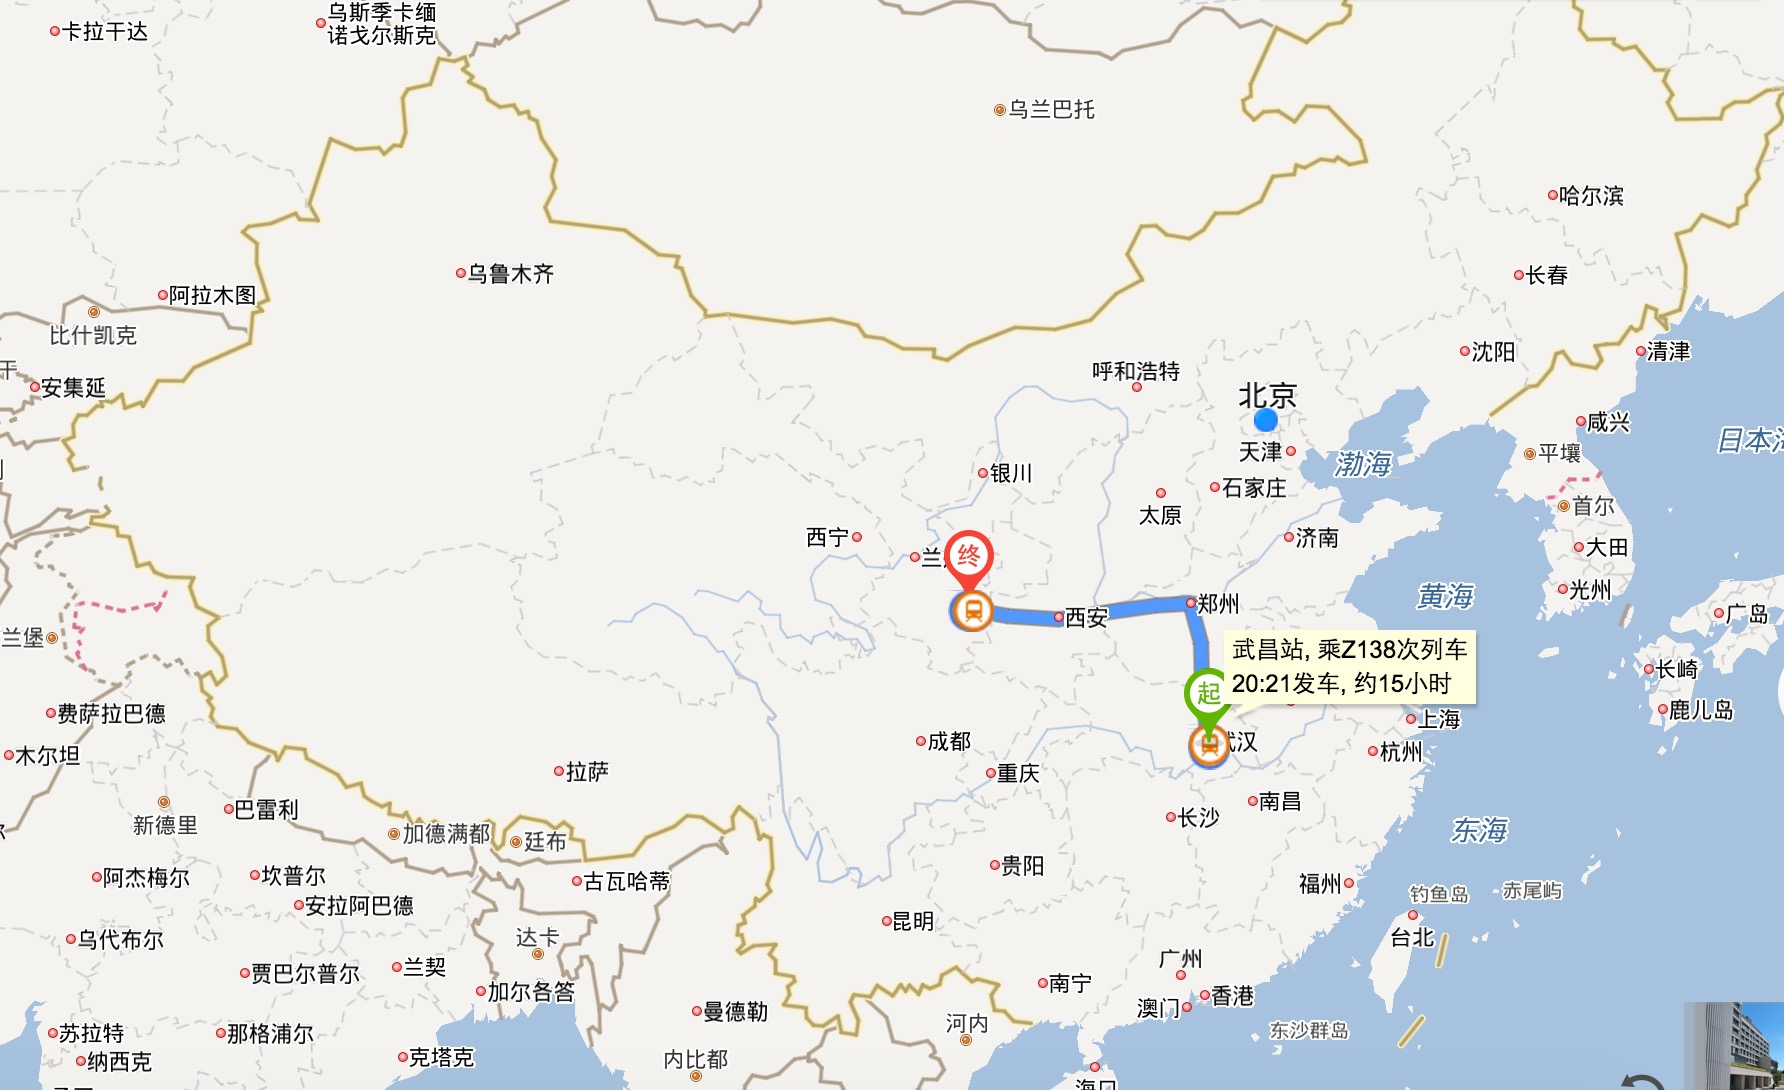 乌斯季卡缅
诺戈尔斯克
卡拉干达
乌兰巴托
哈尔滨
乌鲁木齐
长春
阿拉木图
比什凯克
沈阳
清津
呼和浩特
安集延
北京
咸兴
日本海
天津
渤海
平壤
银川
石家庄
首尔
太原
西宁
济南
大田
光州
黄海
郑州
终
西安
广岛
武昌站, 乘Z138次列车
20:21发车, 约15小时
长崎
起
费萨拉巴德
鹿儿岛
上海
成都
汉
杭州
木尔坦
拉萨
重庆
南昌
巴雷利
长沙
新德里
加德满都
廷布
东海
贵阳
阿杰梅尔
坎普尔
古瓦哈蒂
福州
钓鱼岛
赤尾屿
安拉阿巴德
昆明
乌代布尔
达卡
台北
广州
兰契
贾巴尔普尔
南宁
加尔各答
香港
澳门
曼德勒
河内
东沙群岛
苏拉特
那格浦尔
克塔克
纳西克
内比都
海口